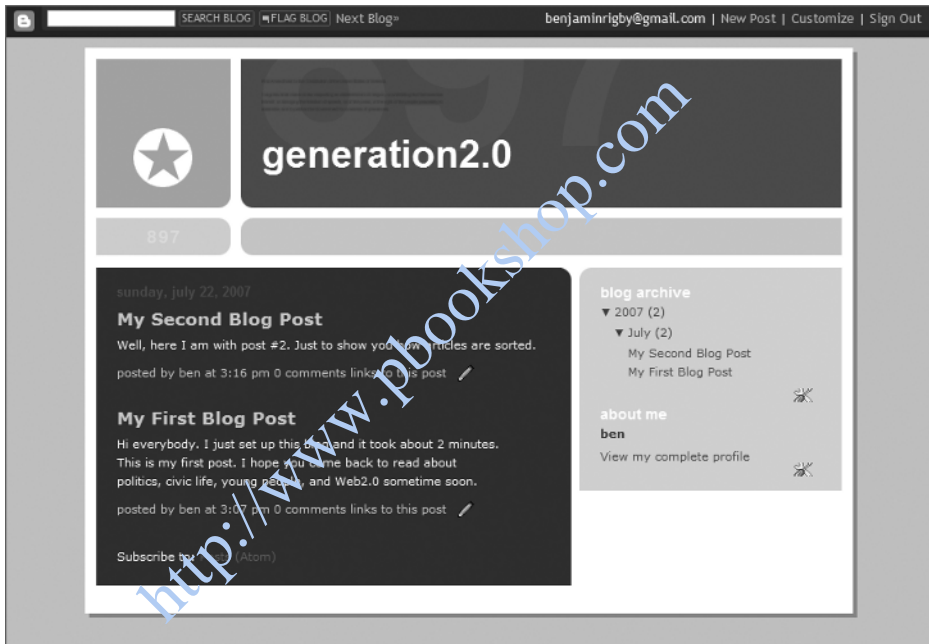 SEARCH BLOG FLAG BLOG Next Blog» benjaminrigby@gmail.com | New Post | Customize | Sign Out
897
generation2.0
897
sunday, july 22, 2007
My Second Blog Post
Well, here I am with post #2. Just to show you how articles are sorted.
posted by ben at 3:16 pm 0 comments links to this post
My First Blog Post
Hi everybody. I just set up this blog and it took about 2 minutes.
This is my first post. I hope you come back to read about
politics, civic life, young people, and Web2.0 sometime soon.
posted by ben at 3:07 pm 0 comments links to this post
Subscribe to: Posts (Atom)
blog archive
▼ 2007 (2)
▼ July (2)
My Second Blog Post
My First Blog Post
about me
ben
View my complete profile
http://www.pbookshop.com